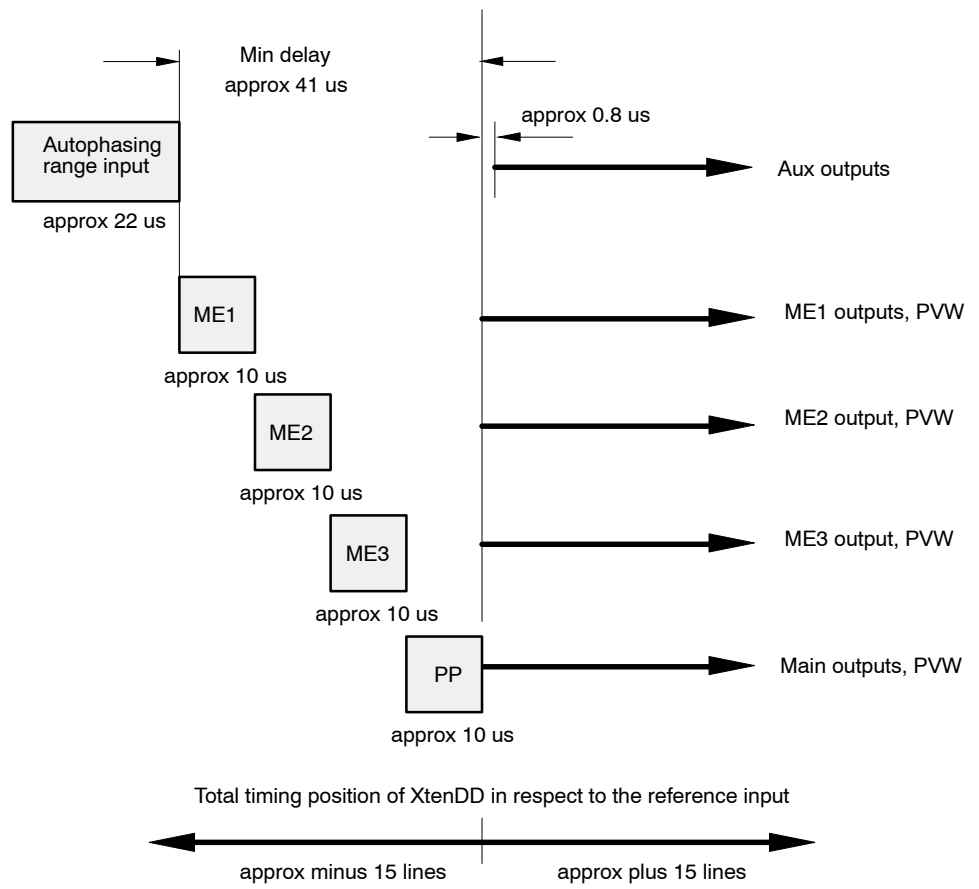 Min delay
approx 41 us
approx 0.8 us
Autophasing
range input
Aux outputs
approx 22 us
ME1
ME1 outputs, PVW
approx 10 us
ME2
ME2 output, PVW
approx 10 us
ME3
ME3 output, PVW
approx 10 us
PP
Main outputs, PVW
approx 10 us
Total timing position of XtenDD in respect to the reference input
approx minus 15 lines
approx plus 15 lines